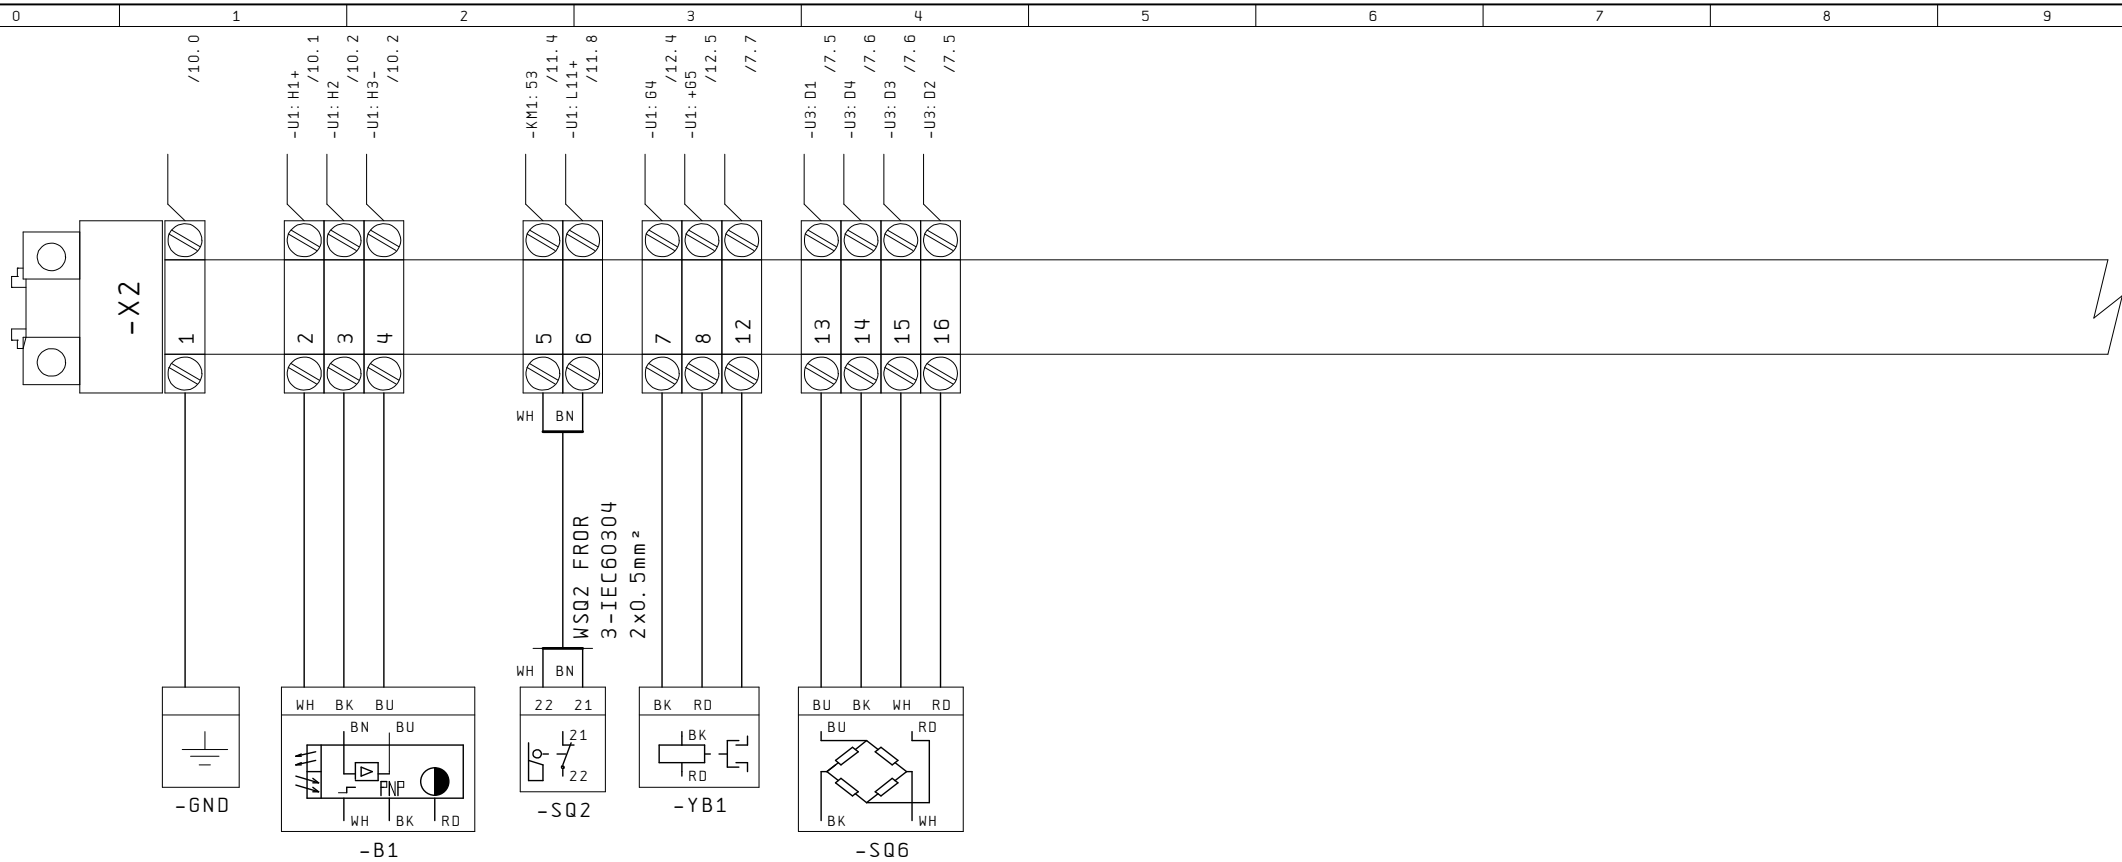 0 1 2 3 4 5 6 7 8 9
/10.0
-U1:H1+ /10.1
-U1:H2 /10.2
-U1:H3- /10.2
-KM1:53 /11.4
-U1:L11+ /11.8
-U1:G4 /12.4
-U1:+G5 /12.5
/7.7
-U3:D1 /7.5
-U3:D4 /7.6
-U3:D3 /7.6
-U3:D2 /7.5
-X2
1 2 3 4 5 6 7 8 12 13 14 15 16
WH BN
WSQ2 FROR
3-IEC60304
2x0.5mm²
WH BN
WH BK BU
22 21
BK RD
BU BK WH RD
BN BU
PNP
WH BK RD
21
22
BK
RD
BU RD
BK WH
-GND
-B1
-SQ2
-YB1
-SQ6